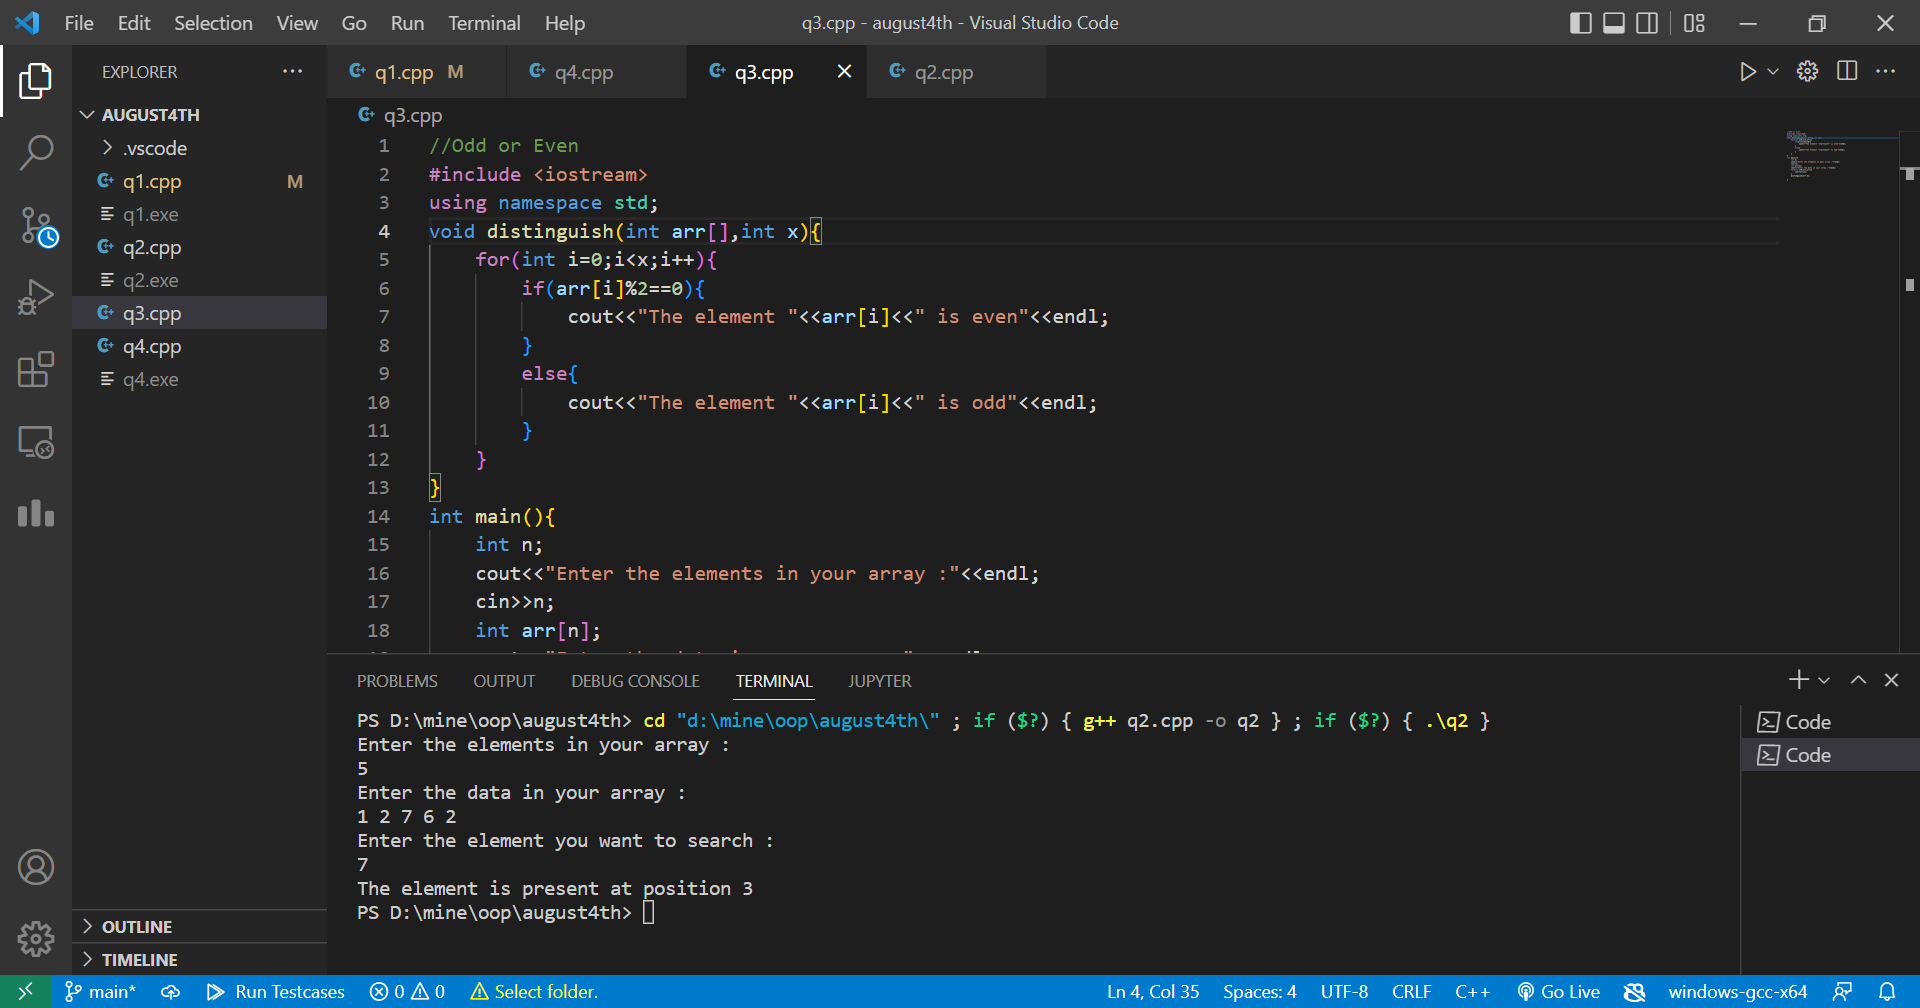 File Edit Selection View Go Run Terminal Help
q3.cpp - august4th - Visual Studio Code
EXPLORER
AUGUST4TH
.vscode
q1.cpp M
q1.exe
q2.cpp
q2.exe
q3.cpp
q4.cpp
q4.exe
OUTLINE
TIMELINE
q1.cpp M q4.cpp q3.cpp q2.cpp
q3.cpp
1 //Odd or Even
2 #include <iostream>
3 using namespace std;
4 void distinguish(int arr[],int x){
5 for(int i=0;i<x;i++){
6 if(arr[i]%2==0){
7 cout<<"The element "<<arr[i]<<" is even"<<endl;
8 }
9 else{
10 cout<<"The element "<<arr[i]<<" is odd"<<endl;
11 }
12 }
13 }
14 int main(){
15 int n;
16 cout<<"Enter the elements in your array :"<<endl;
17 cin>>n;
18 int arr[n];
PROBLEMS OUTPUT DEBUG CONSOLE TERMINAL JUPYTER
PS D:\mine\oop\august4th> cd "d:\mine\oop\august4th\" ; if ($?) { g++ q2.cpp -o q2 } ; if ($?) { .\q2 }
Enter the elements in your array :
5
Enter the data in your array :
1 2 7 6 2
Enter the element you want to search :
7
The element is present at position 3
PS D:\mine\oop\august4th>
Code
Code
main* Run Testcases 0 0 Select folder. Ln 4, Col 35 Spaces: 4 UTF-8 CRLF C++ Go Live windows-gcc-x64